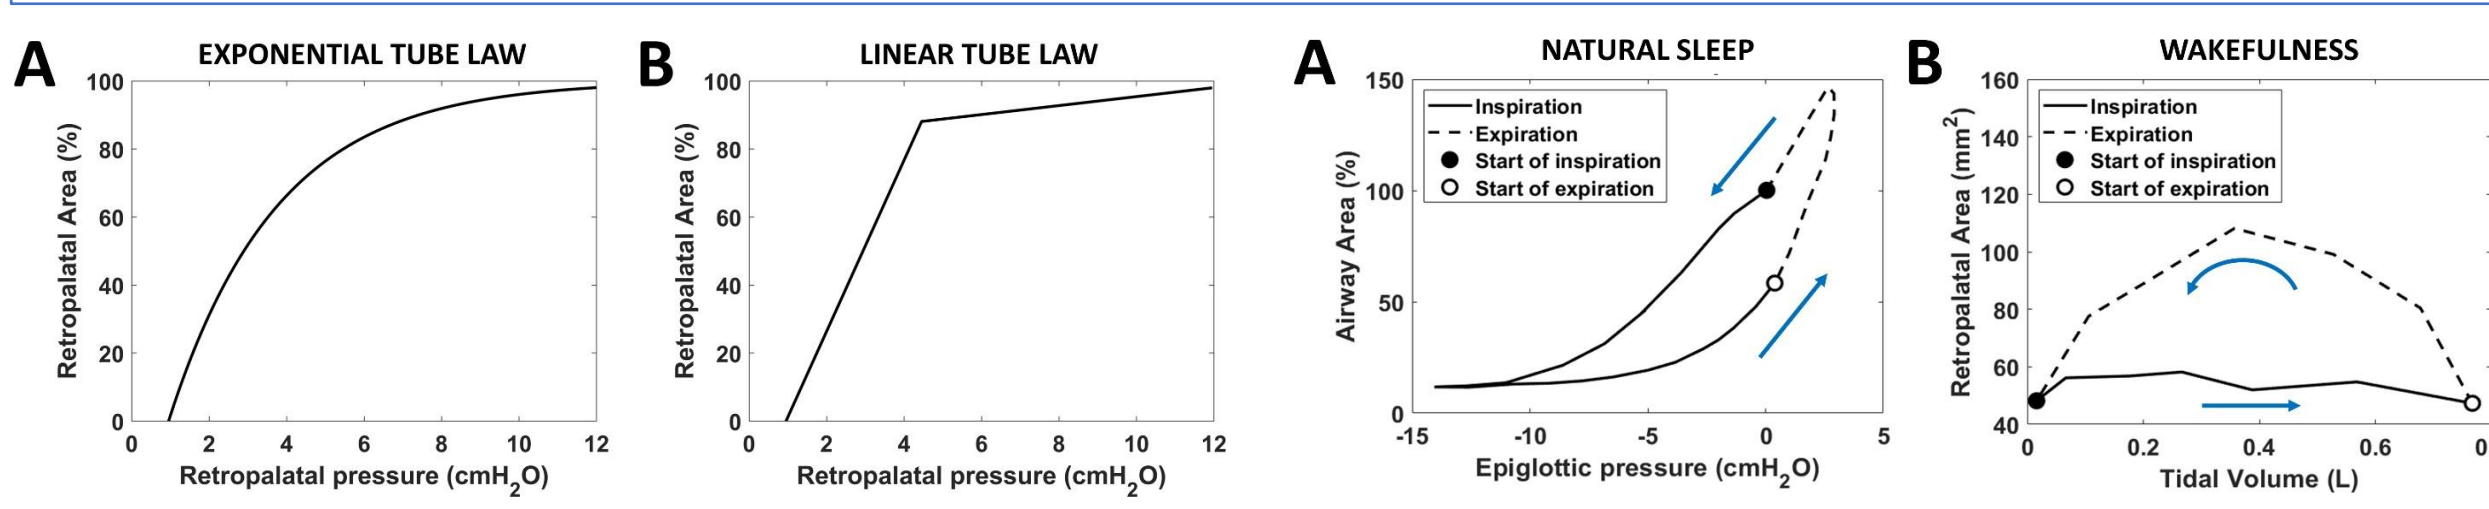 A
EXPONENTIAL TUBE LAW
100
80
60
40
20
0
Retropalatal Area (%)
0 2 4 6 8 10 12
Retropalatal pressure (cmH2O)
B
LINEAR TUBE LAW
100
80
60
40
20
0
Retropalatal Area (%)
0 2 4 6 8 10 12
Retropalatal pressure (cmH2O)
A
NATURAL SLEEP
150
100
50
0
Airway Area (%)
Inspiration
Expiration
Start of inspiration
Start of expiration
-15 -10 -5 0 5
Epiglottic pressure (cmH2O)
B
WAKEFULNESS
160
140
120
100
80
60
40
Retropalatal Area (mm2)
Inspiration
Expiration
Start of inspiration
Start of expiration
0 0.2 0.4 0.6
Tidal Volume (L)